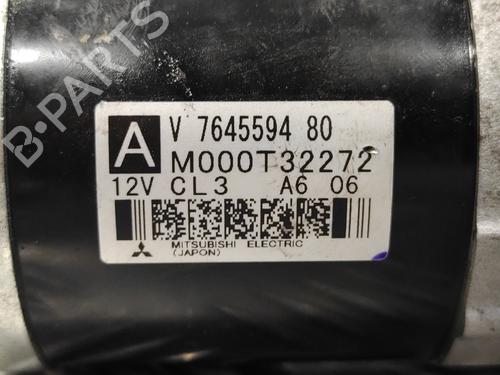 B-PARTS
A V 7645594 80
M000T32272
12V CL3 A6 06
MITSUBISHI ELECTRIC
(JAPON)